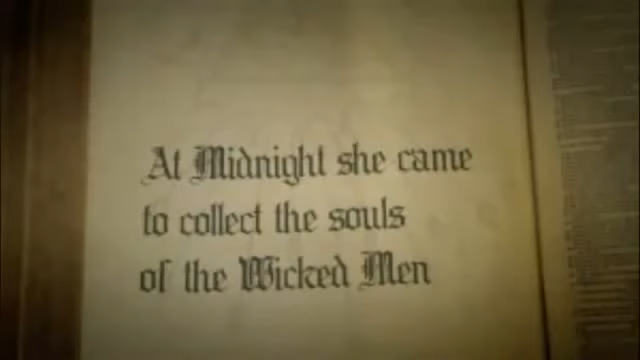 At Midnight she came
to collect the souls
of the Wicked Men